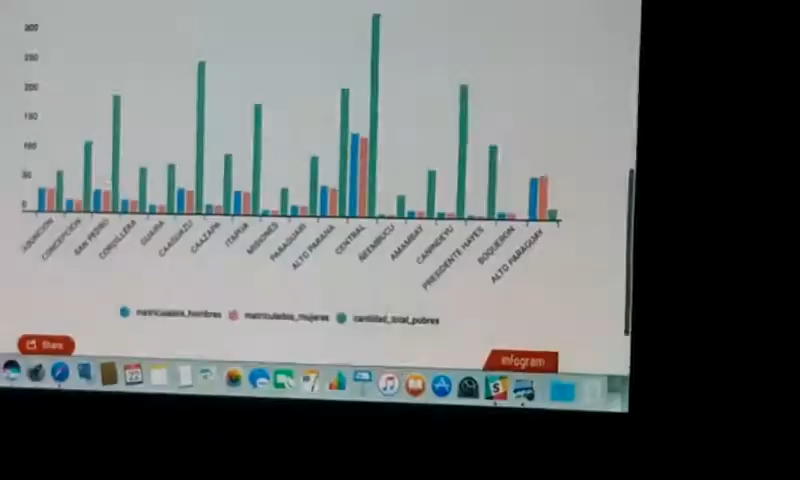 300
250
200
150
100
50
0
ASUNCION
CONCEPCION
SAN PEDRO
CORDILLERA
GUAIRA
CAAGUAZU
CAAZAPA
ITAPUA
MISIONES
PARAGUARI
ALTO PARANA
CENTRAL
ÑEEMBUCU
AMAMBAY
CANINDEYU
PRESIDENTE HAYES
BOQUERON
ALTO PARAGUAY
matriculados_hombres matriculados_mujeres cantidad_total_pobres
Share
infogram